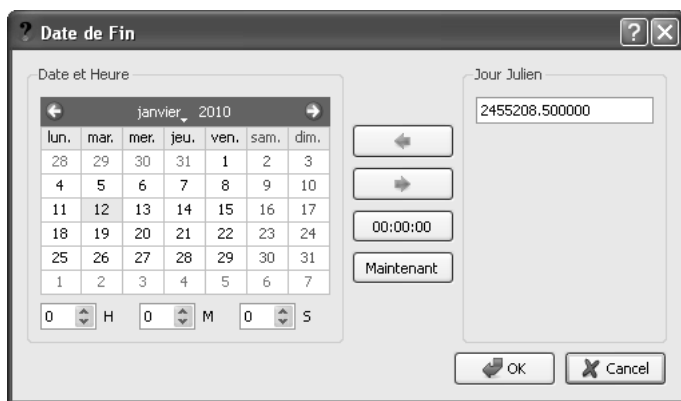 ? Date de Fin ?
Date et Heure
janvier 2010
lun. mar. mer. jeu. ven. sam. dim.
28 29 30 31 1 2 3
4 5 6 7 8 9 10
11 12 13 14 15 16 17
18 19 20 21 22 23 24
25 26 27 28 29 30 31
1 2 3 4 5 6 7
0 H 0 M 0 S
00:00:00
Maintenant
Jour Julien
2455208.500000
OK Cancel